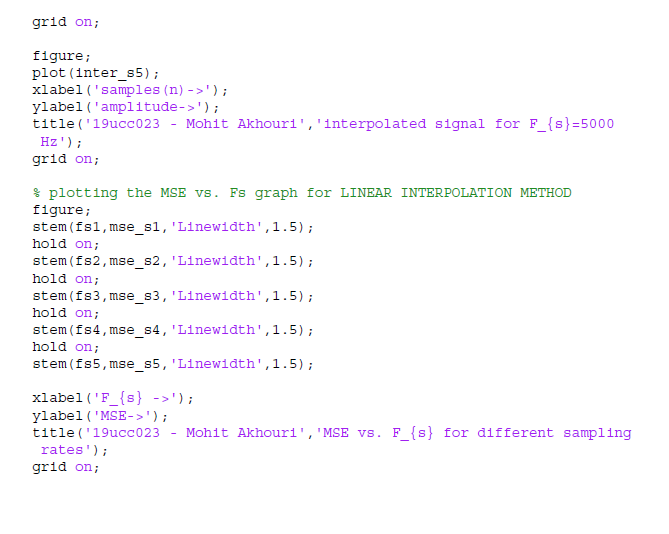 grid on;
figure;
plot(inter_s5);
xlabel('samples(n)->');
ylabel('amplitude->');
title('19ucc023 - Mohit Akhouri','interpolated signal for F_{s}=5000
Hz');
grid on;
% plotting the MSE vs. Fs graph for LINEAR INTERPOLATION METHOD
figure;
stem(fs1,mse_s1,'Linewidth',1.5);
hold on;
stem(fs2,mse_s2,'Linewidth',1.5);
hold on;
stem(fs3,mse_s3,'Linewidth',1.5);
hold on;
stem(fs4,mse_s4,'Linewidth',1.5);
hold on;
stem(fs5,mse_s5,'Linewidth',1.5);
xlabel('F_{s} ->');
ylabel('MSE->');
title('19ucc023 - Mohit Akhouri','MSE vs. F_{s} for different sampling
rates');
grid on;